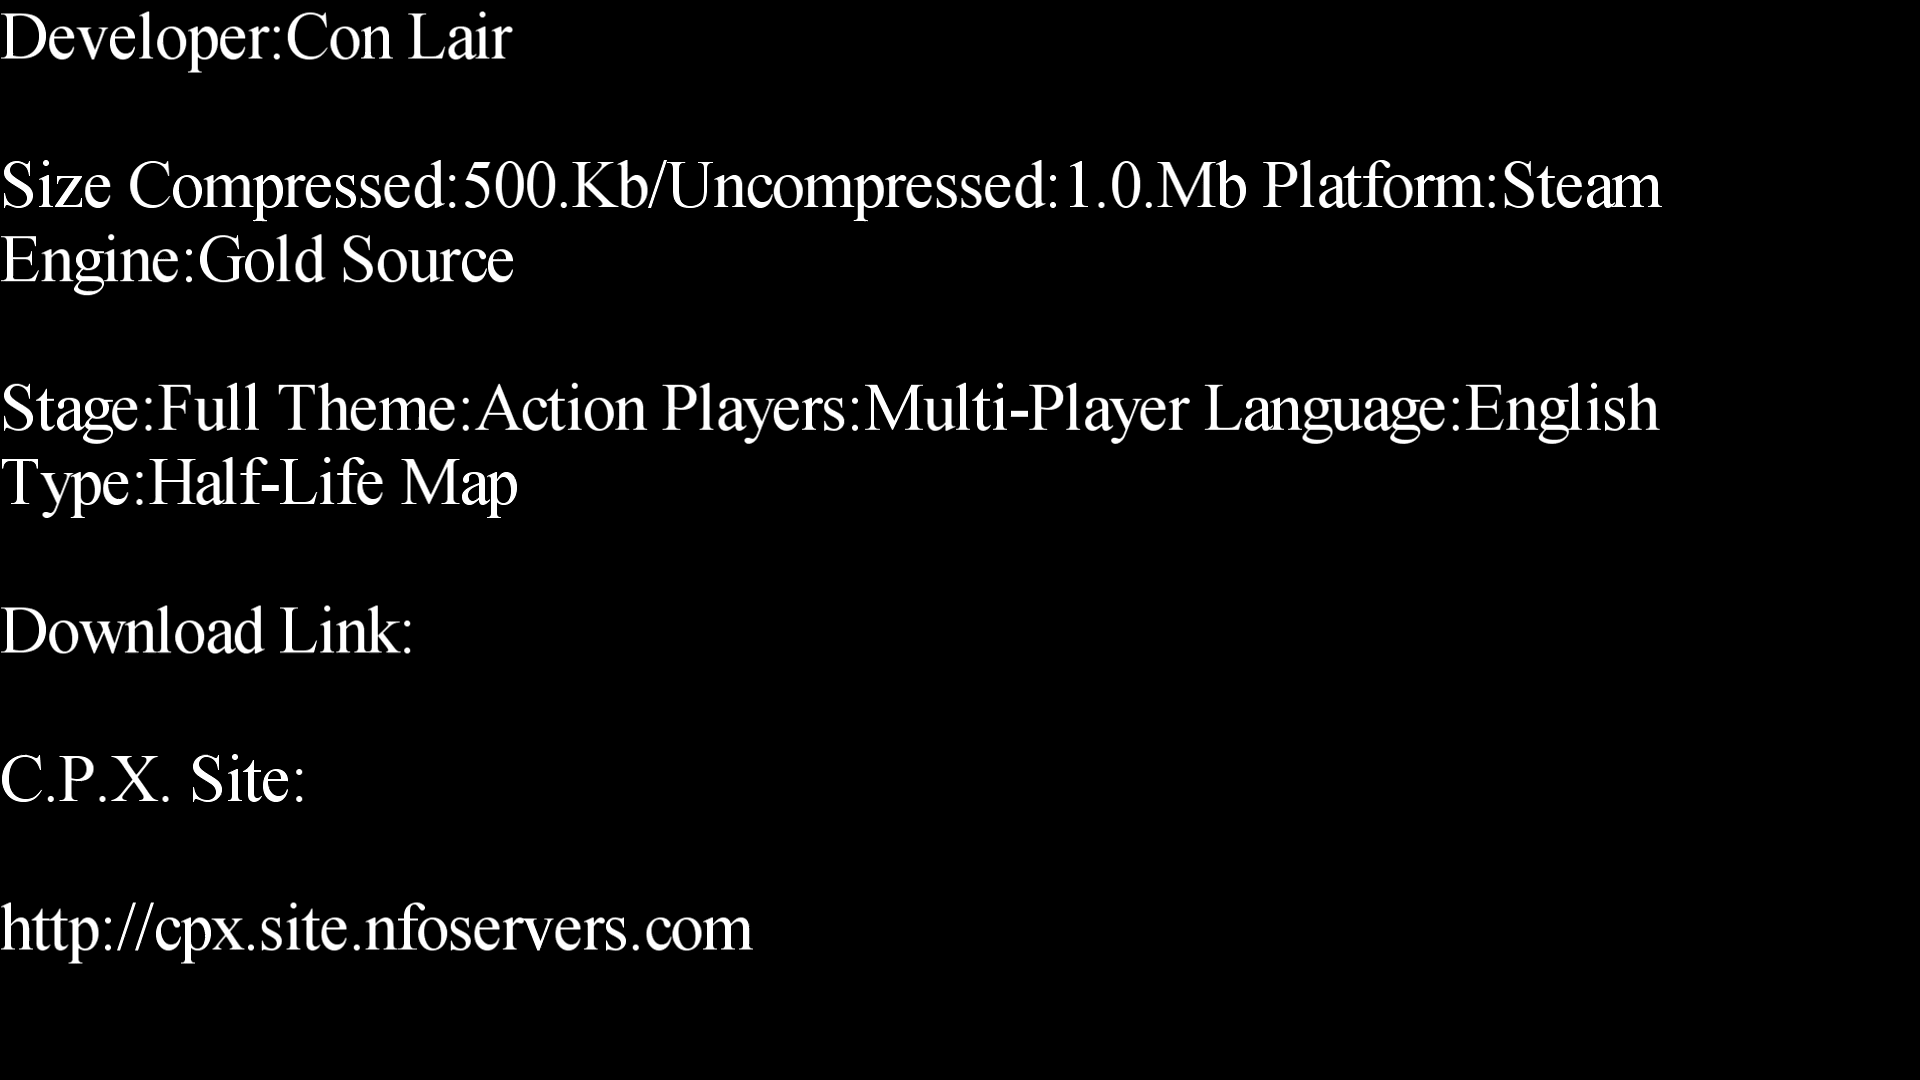 Developer:Con Lair
Size Compressed:500.Kb/Uncompressed:1.0.Mb Platform:Steam
Engine:Gold Source
Stage:Full Theme:Action Players:Multi-Player Language:English
Type:Half-Life Map
Download Link:
C.P.X. Site:
http://cpx.site.nfoservers.com